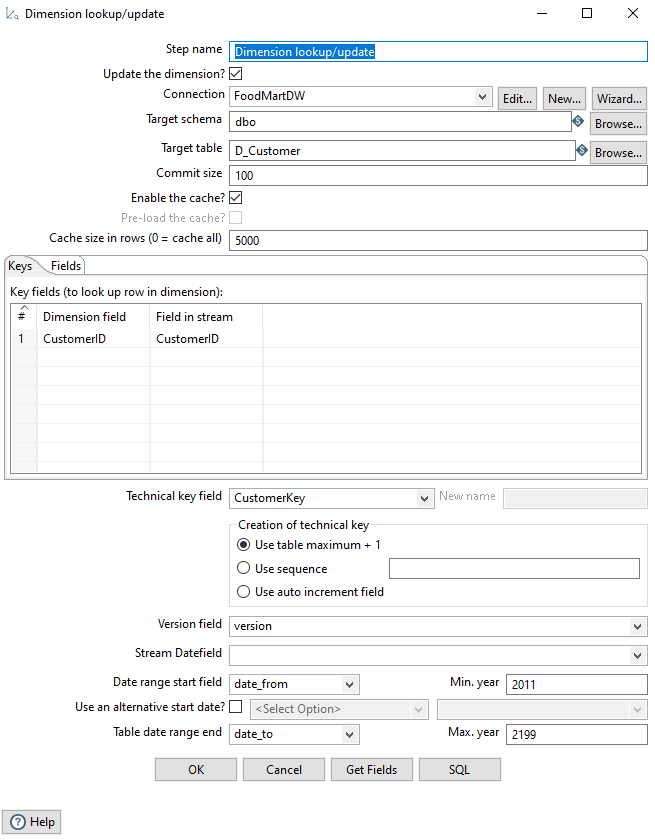 Dimension lookup/update
Step name Dimension lookup/update
Update the dimension?
Connection FoodMartDW Edit... New... Wizard...
Target schema dbo S Browse...
Target table D_Customer S Browse...
Commit size 100
Enable the cache?
Pre-load the cache?
Cache size in rows (0 = cache all) 5000
Keys Fields
Key fields (to look up row in dimension):
# Dimension field Field in stream
1 CustomerID CustomerID
Technical key field CustomerKey New name
Creation of technical key
Use table maximum + 1
Use sequence
Use auto increment field
Version field version
Stream Datefield
Date range start field date_from Min. year 2011
Use an alternative start date? <Select Option>
Table date range end date_to Max. year 2199
OK Cancel Get Fields SQL
? Help